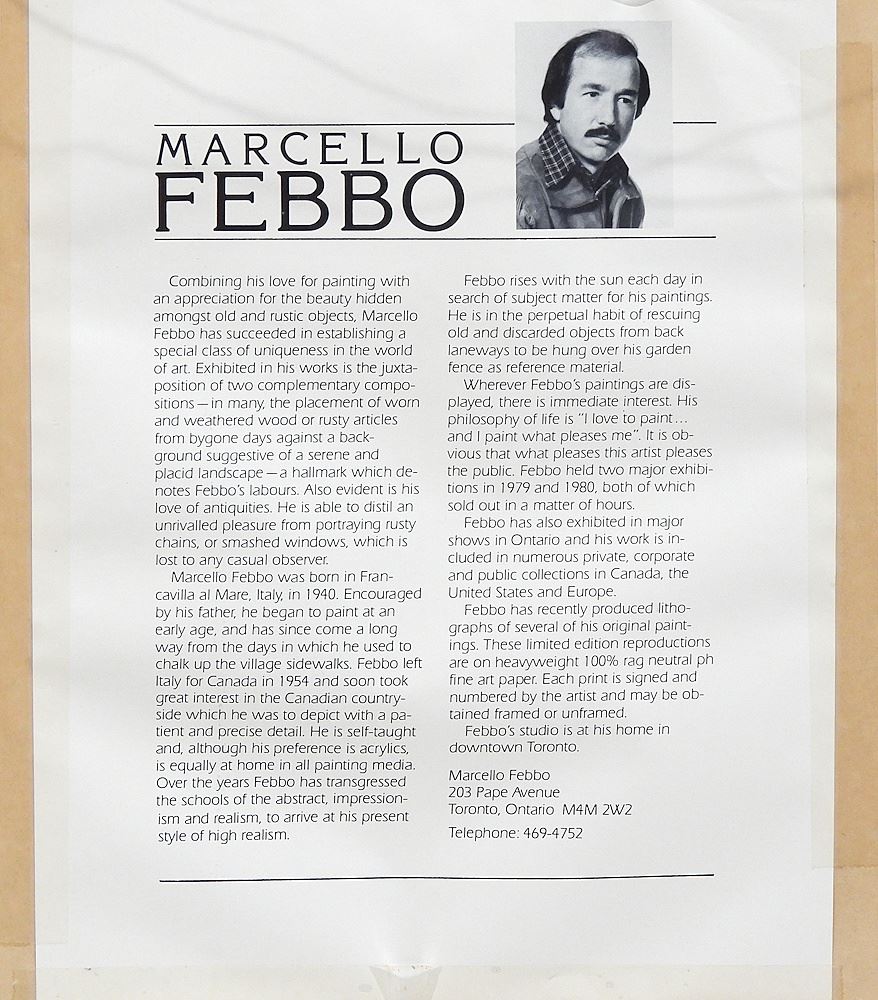 MARCELLO
FEBBO
Combining his love for painting with
an appreciation for the beauty hidden
amongst old and rustic objects, Marcello
Febbo has succeeded in establishing a
special class of uniqueness in the world
of art. Exhibited in his works is the juxta-
position of two complementary compo-
sitions — in many, the placement of worn
and weathered wood or rusty articles
from bygone days against a back-
ground suggestive of a serene and
placid landscape — a hallmark which de-
notes Febbo's labours. Also evident is his
love of antiquities. He is able to distil an
unrivalled pleasure from portraying rusty
chains, or smashed windows, which is
lost to any casual observer.
Marcello Febbo was born in Fran-
cavilla al Mare, Italy, in 1940. Encouraged
by his father, he began to paint at an
early age, and has since come a long
way from the days in which he used to
chalk up the village sidewalks. Febbo left
Italy for Canada in 1954 and soon took
great interest in the Canadian country-
side which he was to depict with a pa-
tient and precise detail. He is self-taught
and, although his preference is acrylics,
is equally at home in all painting media.
Over the years Febbo has transgressed
the schools of the abstract, impression-
ism and realism, to arrive at his present
style of high realism.
Febbo rises with the sun each day in
search of subject matter for his paintings.
He is in the perpetual habit of rescuing
old and discarded objects from back
laneways to be hung over his garden
fence as reference material.
Wherever Febbo's paintings are dis-
played, there is immediate interest. His
philosophy of life is "I love to paint...
and I paint what pleases me". It is ob-
vious that what pleases this artist pleases
the public. Febbo held two major exhibi-
tions in 1979 and 1980, both of which
sold out in a matter of hours.
Febbo has also exhibited in major
shows in Ontario and his work is in-
cluded in numerous private, corporate
and public collections in Canada, the
United States and Europe.
Febbo has recently produced litho-
graphs of several of his original paint-
ings. These limited edition reproductions
are on heavyweight 100% rag neutral ph
fine art paper. Each print is signed and
numbered by the artist and may be ob-
tained framed or unframed.
Febbo's studio is at his home in
downtown Toronto.
Marcello Febbo
203 Pape Avenue
Toronto, Ontario M4M 2W2
Telephone: 469-4752